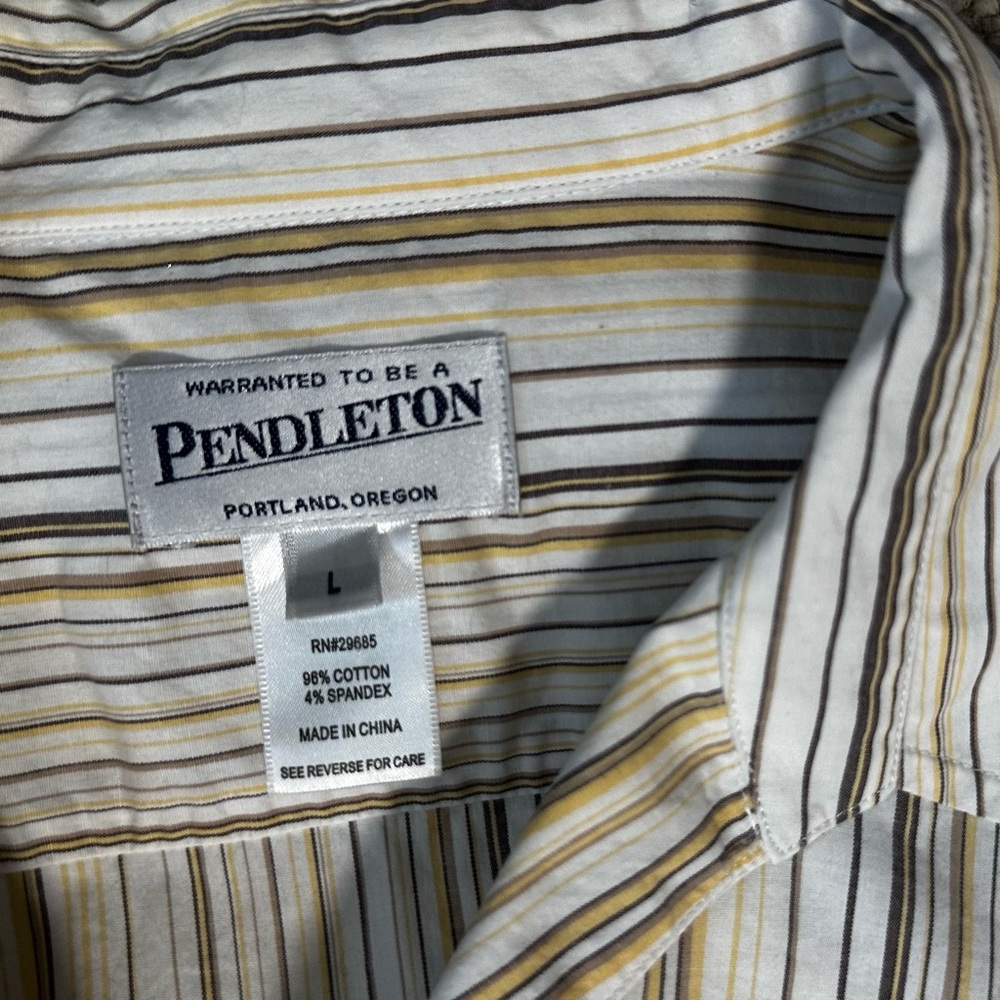 WARRANTED TO BE A
PENDLETON
PORTLAND, OREGON
L
RN#29685
96% COTTON
4% SPANDEX
MADE IN CHINA
SEE REVERSE FOR CARE